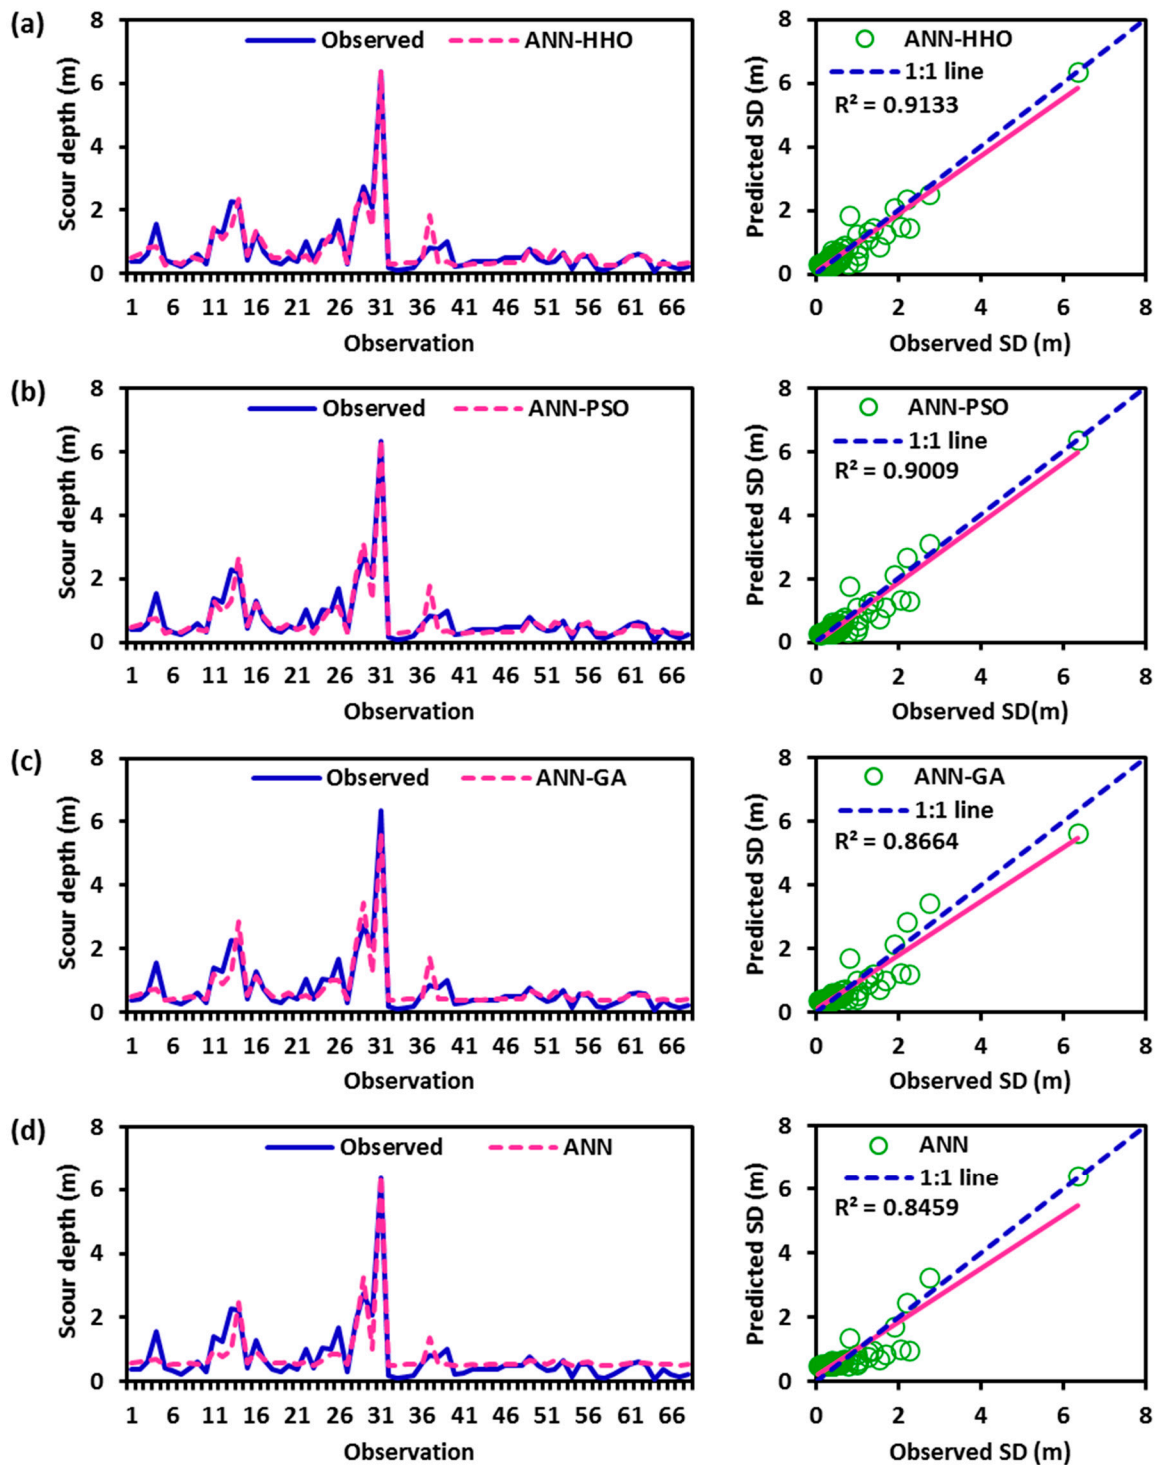 (a)
Scour depth (m)
8
6
4
2
0
Observed ANN-HHO
1 6 11 16 21 26 31 36 41 46 51 56 61 66
Observation
Predicted SD (m)
8
6
4
2
0
ANN-HHO
1:1 line
R² = 0.9133
0 2 4 6 8
Observed SD (m)
(b)
Scour depth (m)
8
6
4
2
0
Observed ANN-PSO
1 6 11 16 21 26 31 36 41 46 51 56 61 66
Observation
Predicted SD (m)
8
6
4
2
0
ANN-PSO
1:1 line
R² = 0.9009
0 2 4 6 8
Observed SD(m)
(c)
Scour depth (m)
8
6
4
2
0
Observed ANN-GA
1 6 11 16 21 26 31 36 41 46 51 56 61 66
Observation
Predicted SD (m)
8
6
4
2
0
ANN-GA
1:1 line
R² = 0.8664
0 2 4 6 8
Observed SD (m)
(d)
Scour depth (m)
8
6
4
2
0
Observed ANN
1 6 11 16 21 26 31 36 41 46 51 56 61 66
Observation
Predicted SD (m)
8
6
4
2
0
ANN
1:1 line
R² = 0.8459
0 2 4 6 8
Observed SD (m)